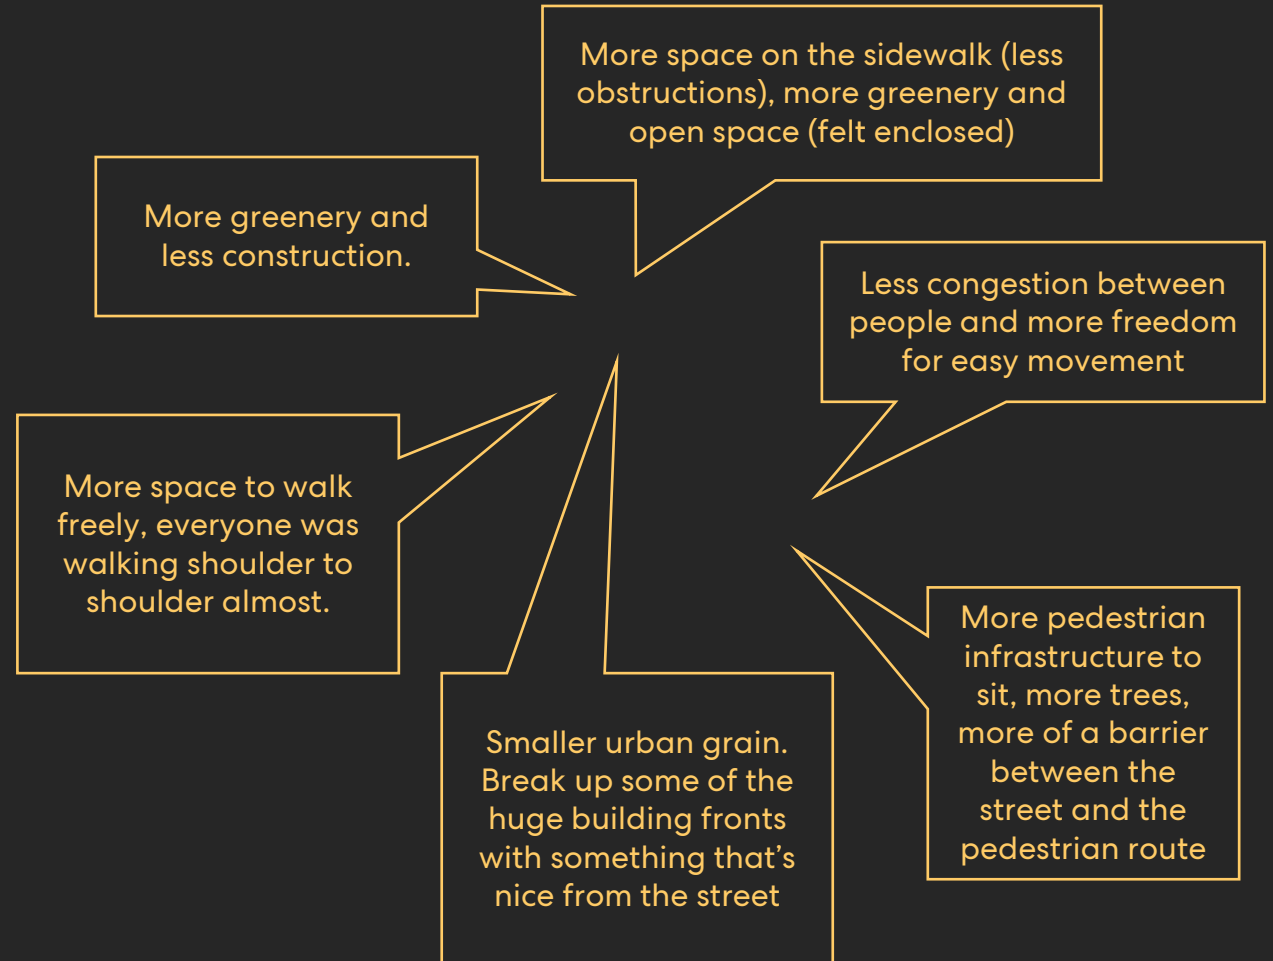 More space on the sidewalk (less
obstructions), more greenery and
open space (felt enclosed)
More greenery and
less construction.
Less congestion between
people and more freedom
for easy movement
More space to walk
freely, everyone was
walking shoulder to
shoulder almost.
More pedestrian
infrastructure to
sit, more trees,
more of a barrier
between the
street and the
pedestrian route
Smaller urban grain.
Break up some of the
huge building fronts
with something that’s
nice from the street